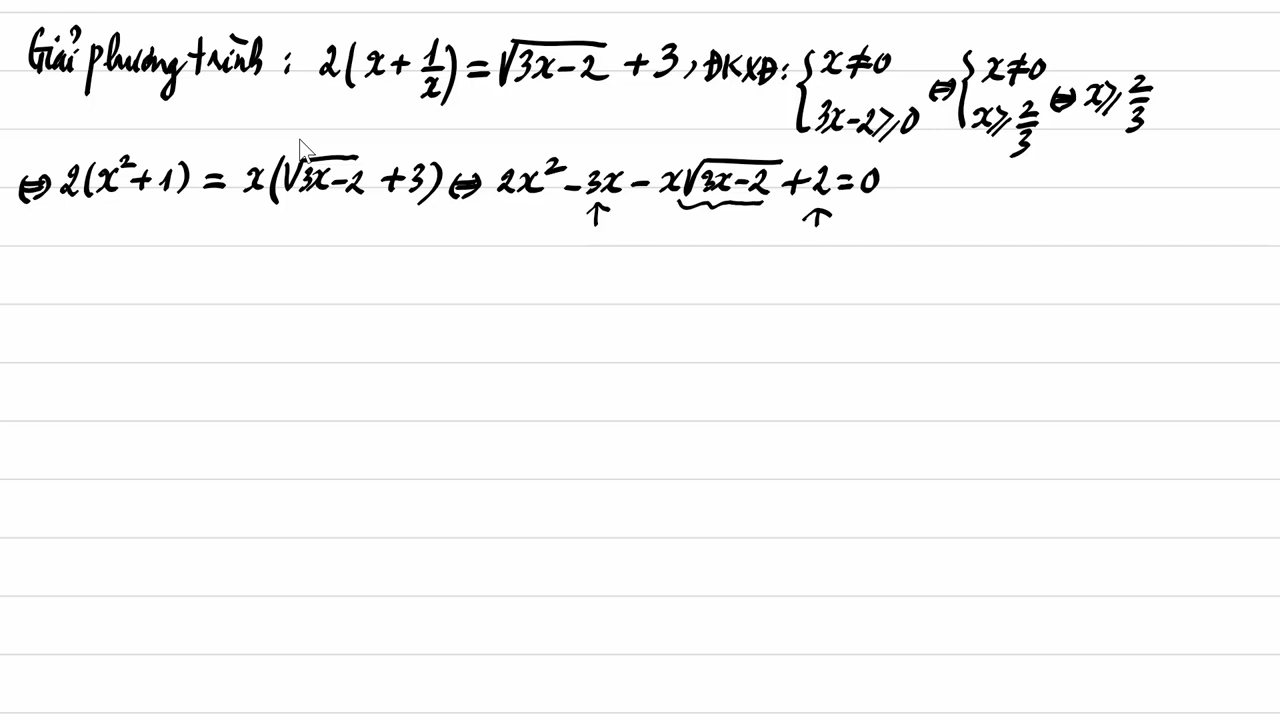 Giải phương trình : 2(x + 1/x) = √(3x-2) + 3, ĐKXĐ: { x ≠ 0 ; 3x-2 ⩾ 0 ⇔ { x ≠ 0 ; x ⩾ 2/3 ⇔ x ⩾ 2/3
⇔ 2(x² + 1) = x(√(3x-2) + 3) ⇔ 2x² - 3x - x√(3x-2) + 2 = 0